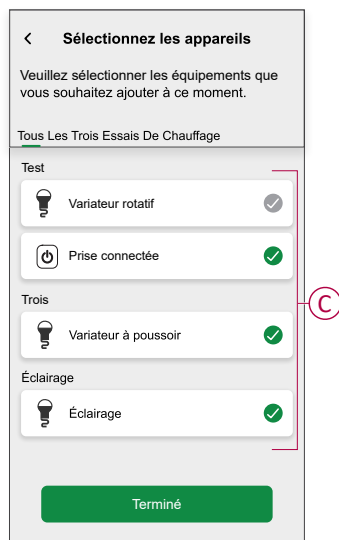 Sélectionnez les appareils
Veuillez sélectionner les équipements que
vous souhaitez ajouter à ce moment.
Tous Les Trois Essais De Chauffage
Test
Variateur rotatif
Prise connectée
Trois
Variateur à poussoir
Éclairage
Éclairage
C
Terminé